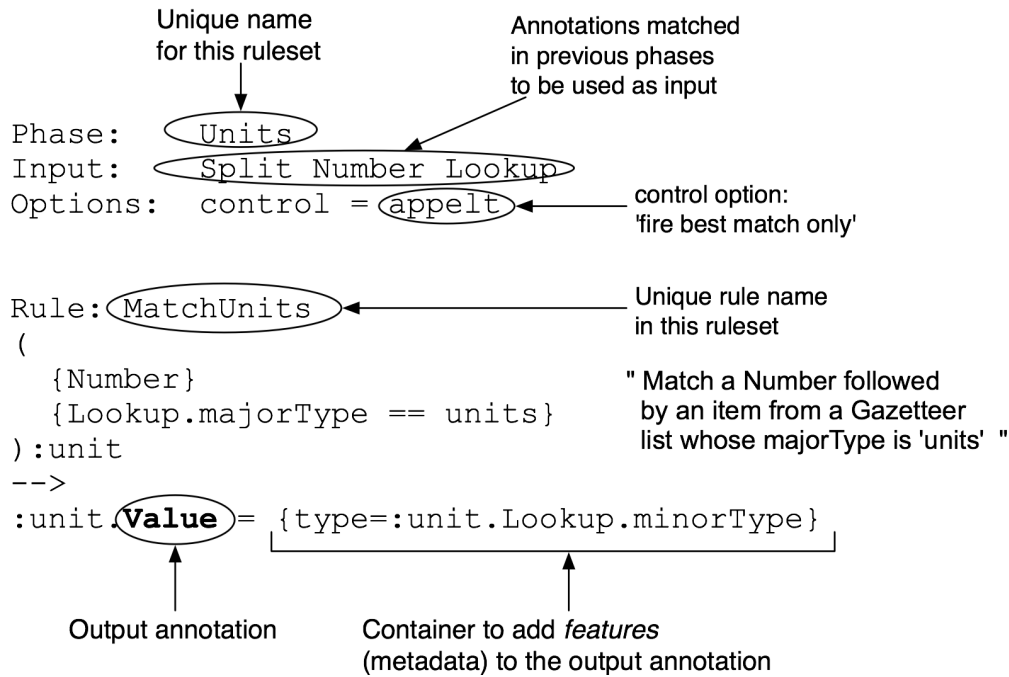 Unique name
for this ruleset
Annotations matched
in previous phases
to be used as input
Phase: Units
Input: Split Number Lookup
Options: control = appelt
control option:
'fire best match only'
Rule: MatchUnits
Unique rule name
in this ruleset
(
{Number}
{Lookup.majorType == units}
):unit
-->
" Match a Number followed
by an item from a Gazetteer
list whose majorType is 'units' "
:unit.Value = {type=:unit.Lookup.minorType}
Output annotation
Container to add features
(metadata) to the output annotation